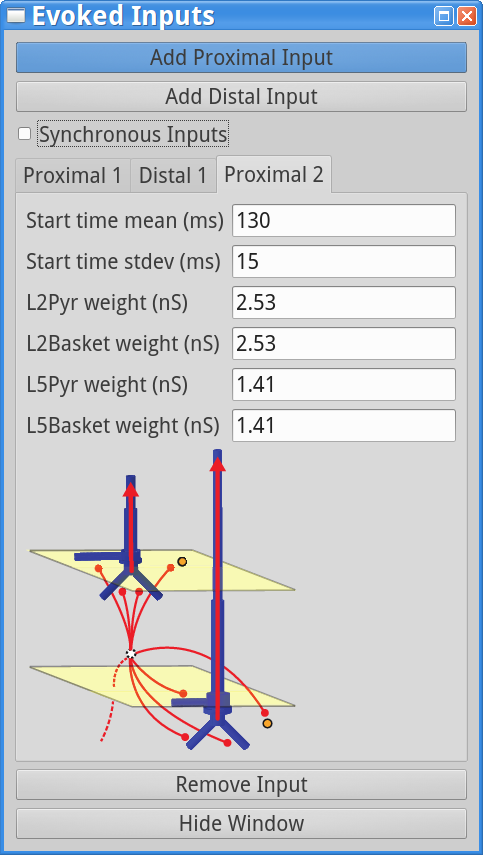 Evoked Inputs
Add Proximal Input
Add Distal Input
Synchronous Inputs
Proximal 1 Distal 1 Proximal 2
Start time mean (ms) 130
Start time stdev (ms) 15
L2Pyr weight (nS) 2.53
L2Basket weight (nS) 2.53
L5Pyr weight (nS) 1.41
L5Basket weight (nS) 1.41
Remove Input
Hide Window